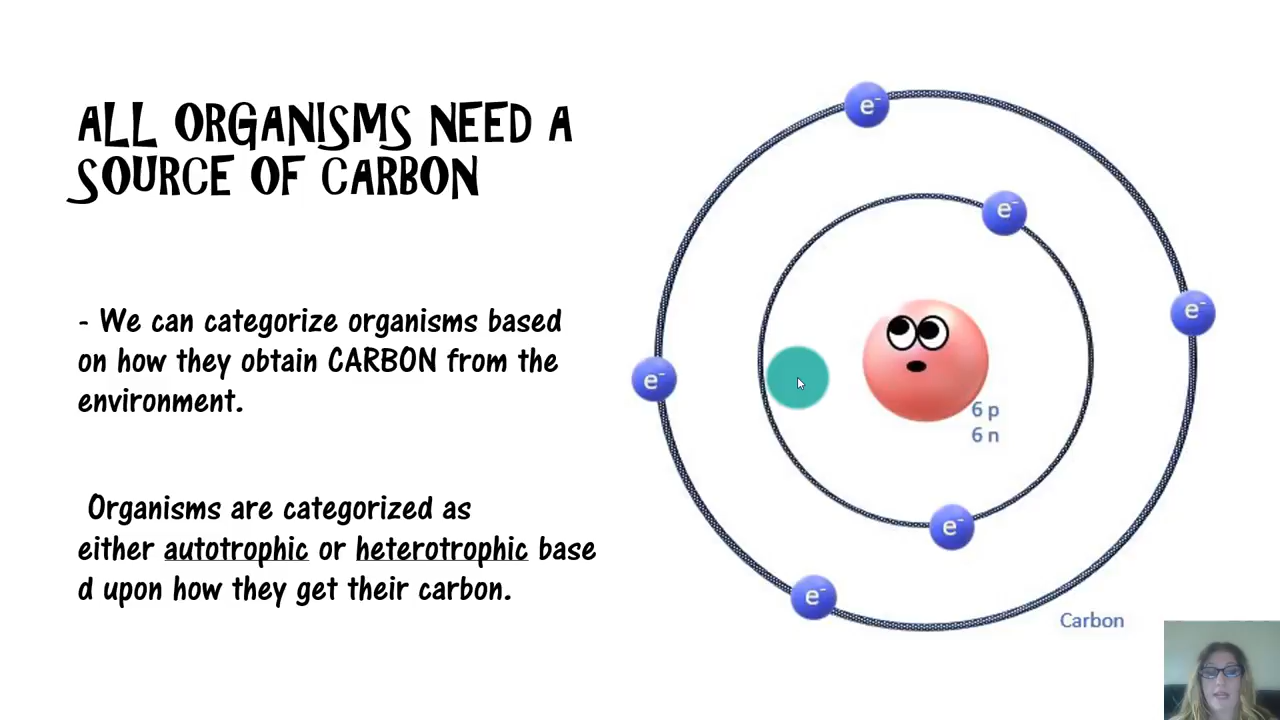 ALL ORGANISMS NEED A
SOURCE OF CARBON
- We can categorize organisms based
on how they obtain CARBON from the
environment.
Organisms are categorized as
either autotrophic or heterotrophic base
d upon how they get their carbon.
e⁻
e⁻
e⁻
e⁻
6 p
6 n
e⁻
e⁻
Carbon